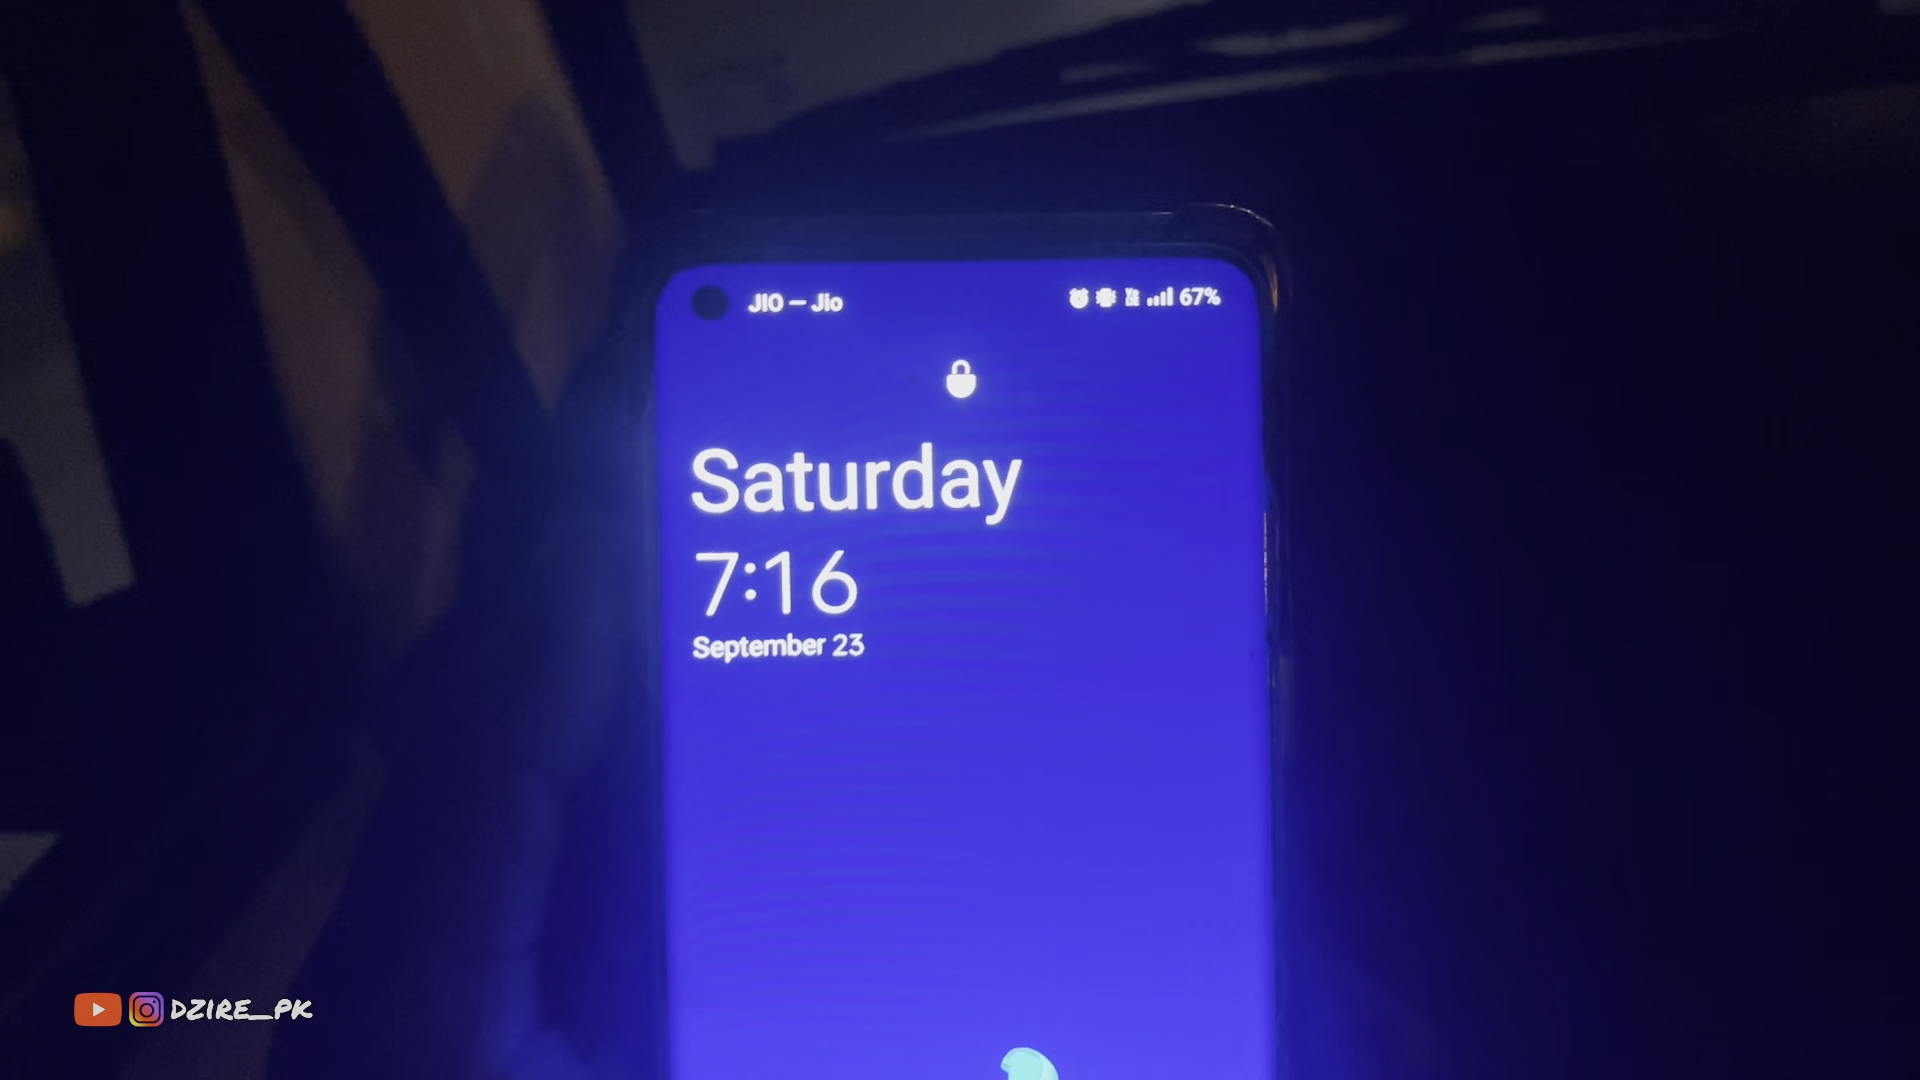 JIO — Jio
67%
Saturday
7:16
September 23
DZIRE_PK